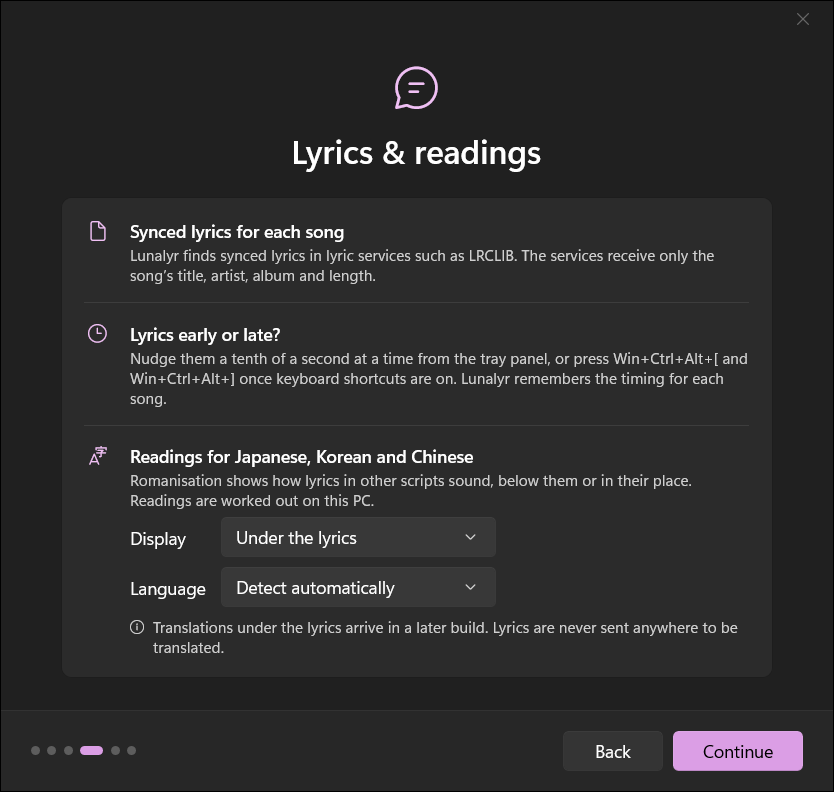 Lyrics & readings
Synced lyrics for each song
Lunalyr finds synced lyrics in lyric services such as LRCLIB. The services receive only the
song’s title, artist, album and length.
Lyrics early or late?
Nudge them a tenth of a second at a time from the tray panel, or press Win+Ctrl+Alt+[ and
Win+Ctrl+Alt+] once keyboard shortcuts are on. Lunalyr remembers the timing for each
song.
Readings for Japanese, Korean and Chinese
Romanisation shows how lyrics in other scripts sound, below them or in their place.
Readings are worked out on this PC.
Display
Under the lyrics
Language
Detect automatically
Translations under the lyrics arrive in a later build. Lyrics are never sent anywhere to be
translated.
Back
Continue